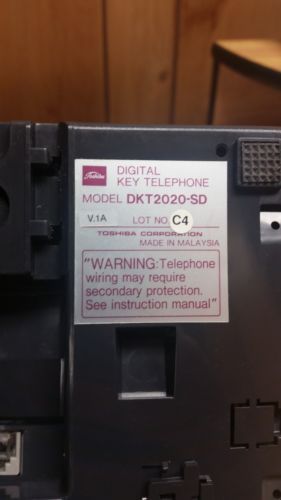 Toshiba
DIGITAL
KEY TELEPHONE
MODEL DKT2020-SD
V.1A LOT NO. C4
TOSHIBA CORPORATION
MADE IN MALAYSIA
"WARNING: Telephone
wiring may require
secondary protection.
See instruction manual"